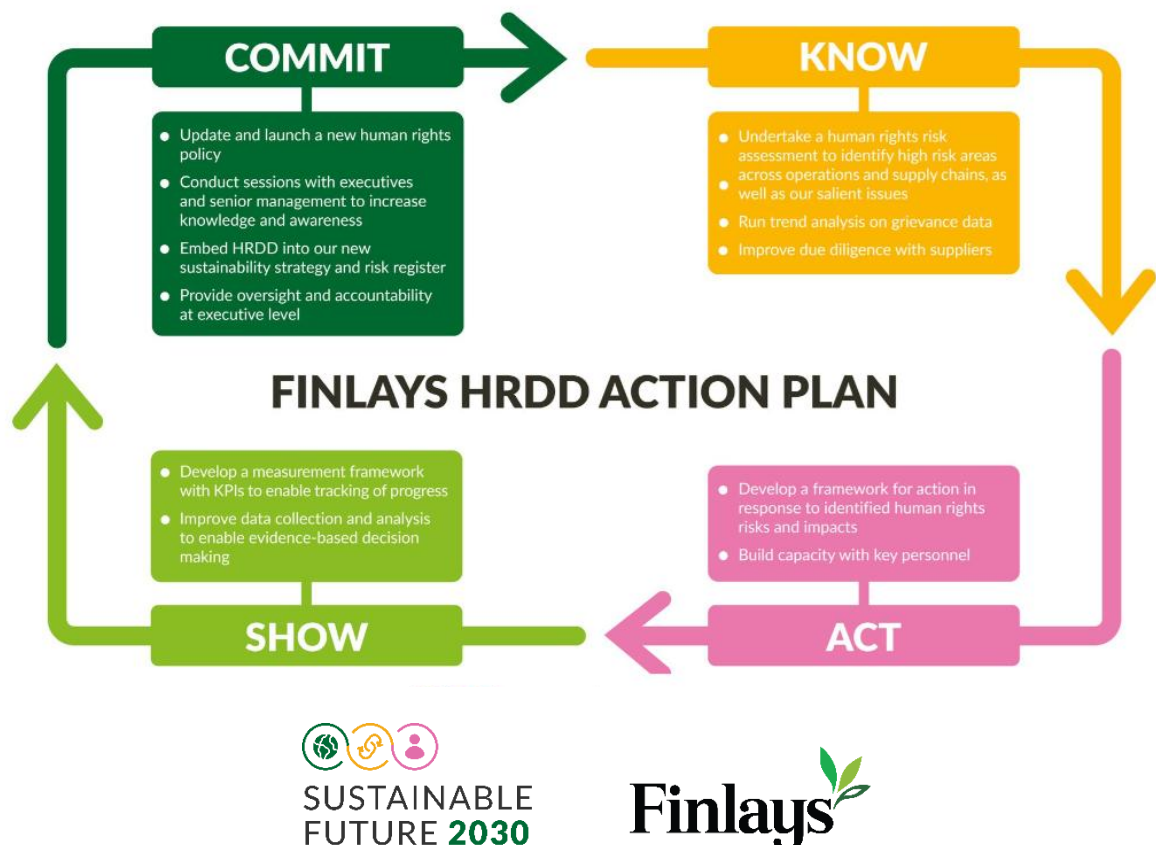 COMMIT
● Update and launch a new human rights
policy
● Conduct sessions with executives
and senior management to increase
knowledge and awareness
● Embed HRDD into our new
sustainability strategy and risk register
● Provide oversight and accountability
at executive level
KNOW
● Undertake a human rights risk
assessment to identify high risk areas
● across operations and supply chains, as
well as our salient issues
● Run trend analysis on grievance data
● Improve due diligence with suppliers
FINLAYS HRDD ACTION PLAN
● Develop a measurement framework
with KPIs to enable tracking of progress
● Improve data collection and analysis
to enable evidence-based decision
making
SHOW
● Develop a framework for action in
response to identified human rights
risks and impacts
● Build capacity with key personnel
ACT
SUSTAINABLE
FUTURE 2030
Finlays